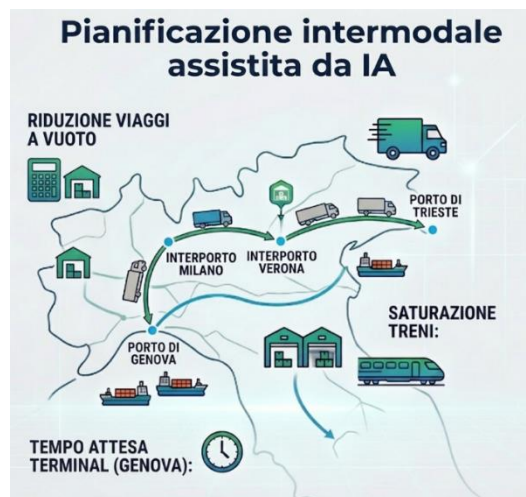 Pianificazione intermodale
assistita da IA
RIDUZIONE VIAGGI
A VUOTO
PORTO DI
TRIESTE
INTERPORTO
MILANO
INTERPORTO
VERONA
PORTO DI
GENOVA
SATURAZIONE
TRENI:
TEMPO ATTESA
TERMINAL (GENOVA):